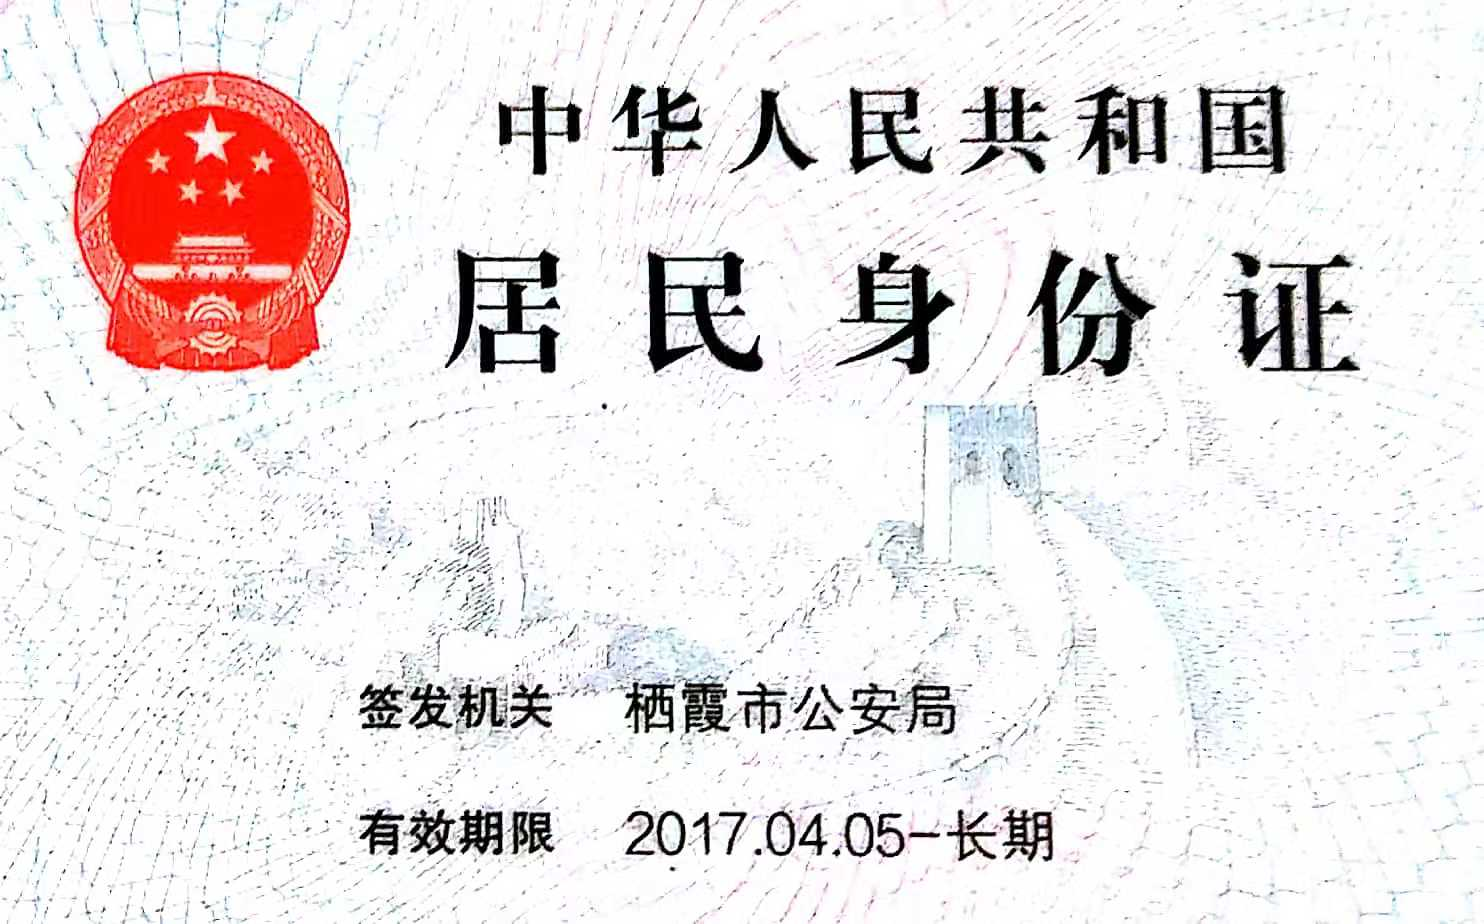 中华人民共和国
居民身份证
签发机关 栖霞市公安局
有效期限 2017.04.05-长期